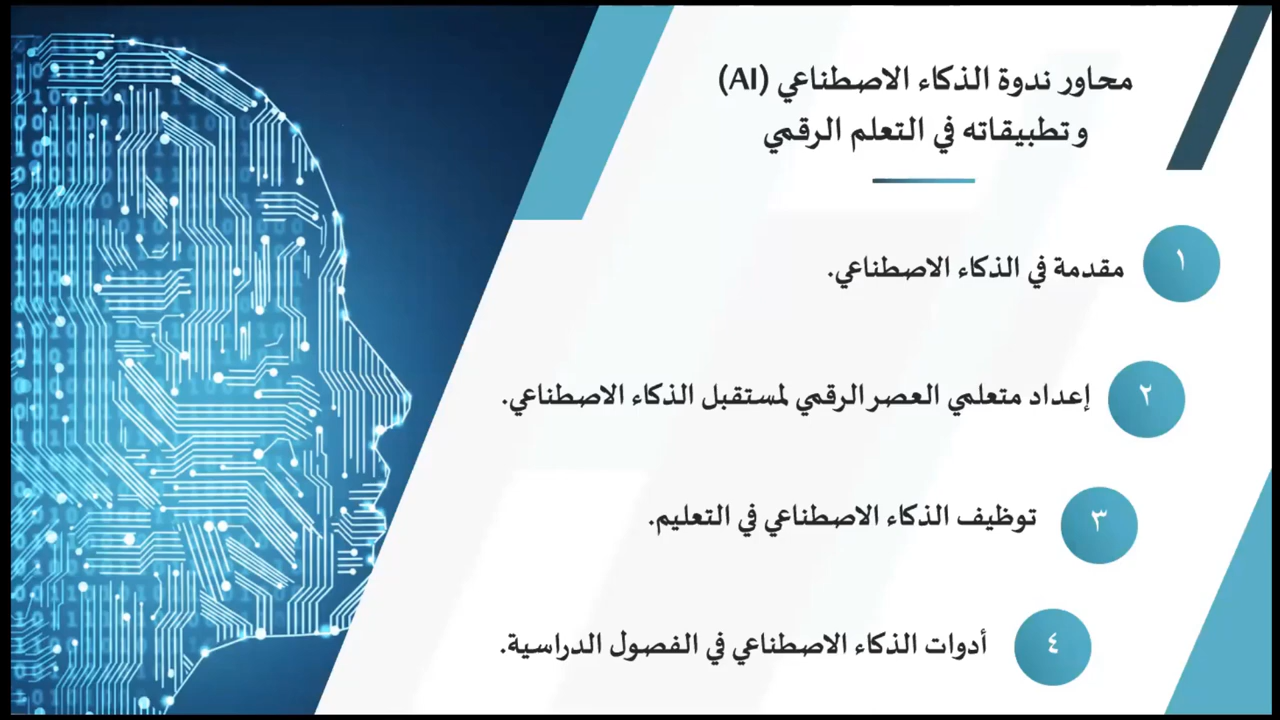 محاور ندوة الذكاء الاصطناعي (AI)
وتطبيقاته في التعلم الرقمي
١ مقدمة في الذكاء الاصطناعي.
٢ إعداد متعلمي العصر الرقمي لمستقبل الذكاء الاصطناعي.
٣ توظيف الذكاء الاصطناعي في التعليم.
٤ أدوات الذكاء الاصطناعي في الفصول الدراسية.